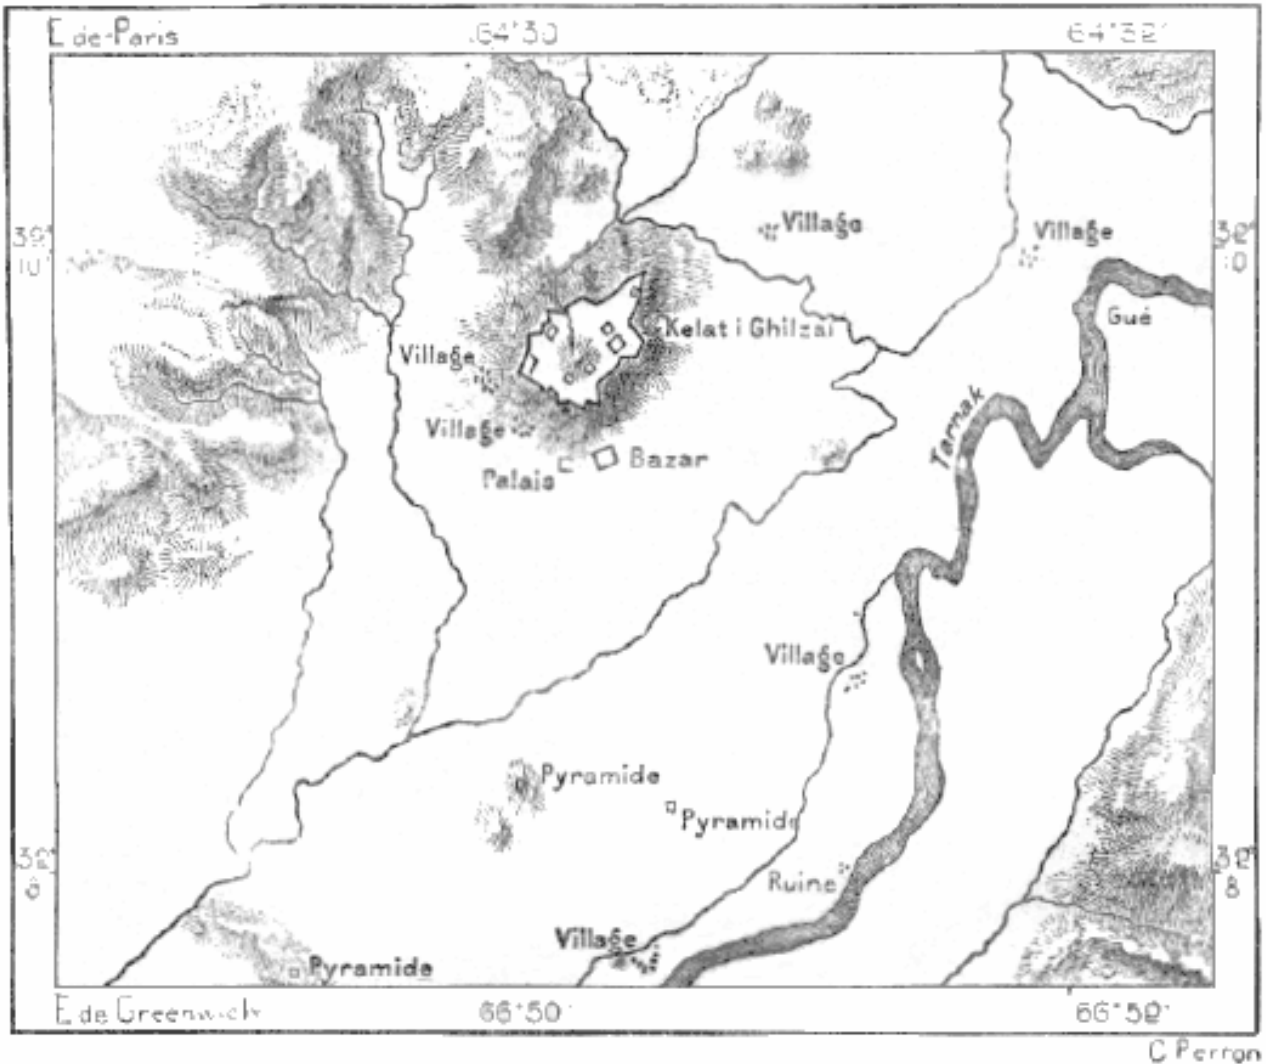 E de Paris
64°30'
64°32'
Village
Village
32°
10'
32°
10'
Gué
Kelat i Ghilzai
Village
Tarnak
Village
Bazar
Palais
Village
Pyramide
Pyramide
32°
8'
32°
8'
Ruine
Village
Pyramide
E de Greenwich
66°50'
66°52'
C Perron